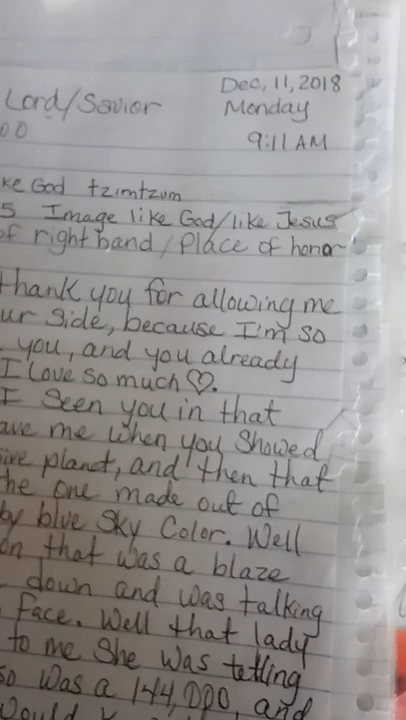 Dec, 11, 2018
Lord/Savior Monday
00 9:11 AM
ke God tzimtzum
5 Image like God/like Jesus
of right hand/Place of honor
thank you for allowing me
ur side, because I'm so
you, and you already
I Love so much ♡.
I Seen you in that
ave me when you Showed
ive planet, and then that
he one made out of
by blue Sky Color. Well
on that was a blaze
down and was talking
face. Well that lady
to me She was telling
so was a 144,000, and
Would